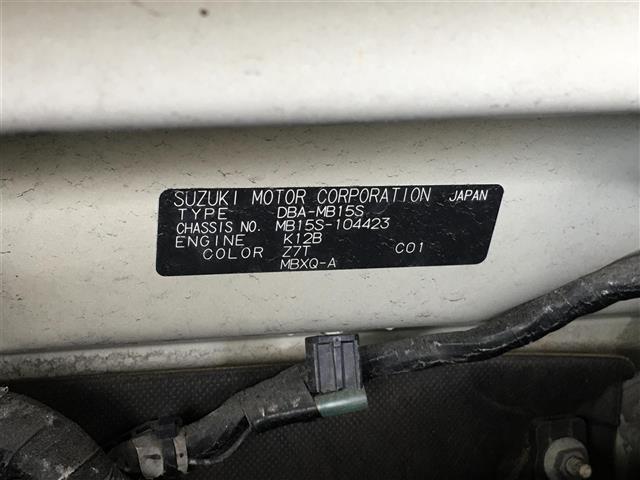 SUZUKI MOTOR CORPORATION JAPAN
TYPE DBA-MB15S
CHASSIS NO. MB15S-104423
ENGINE K12B
COLOR Z7T C01
MBXQ-A